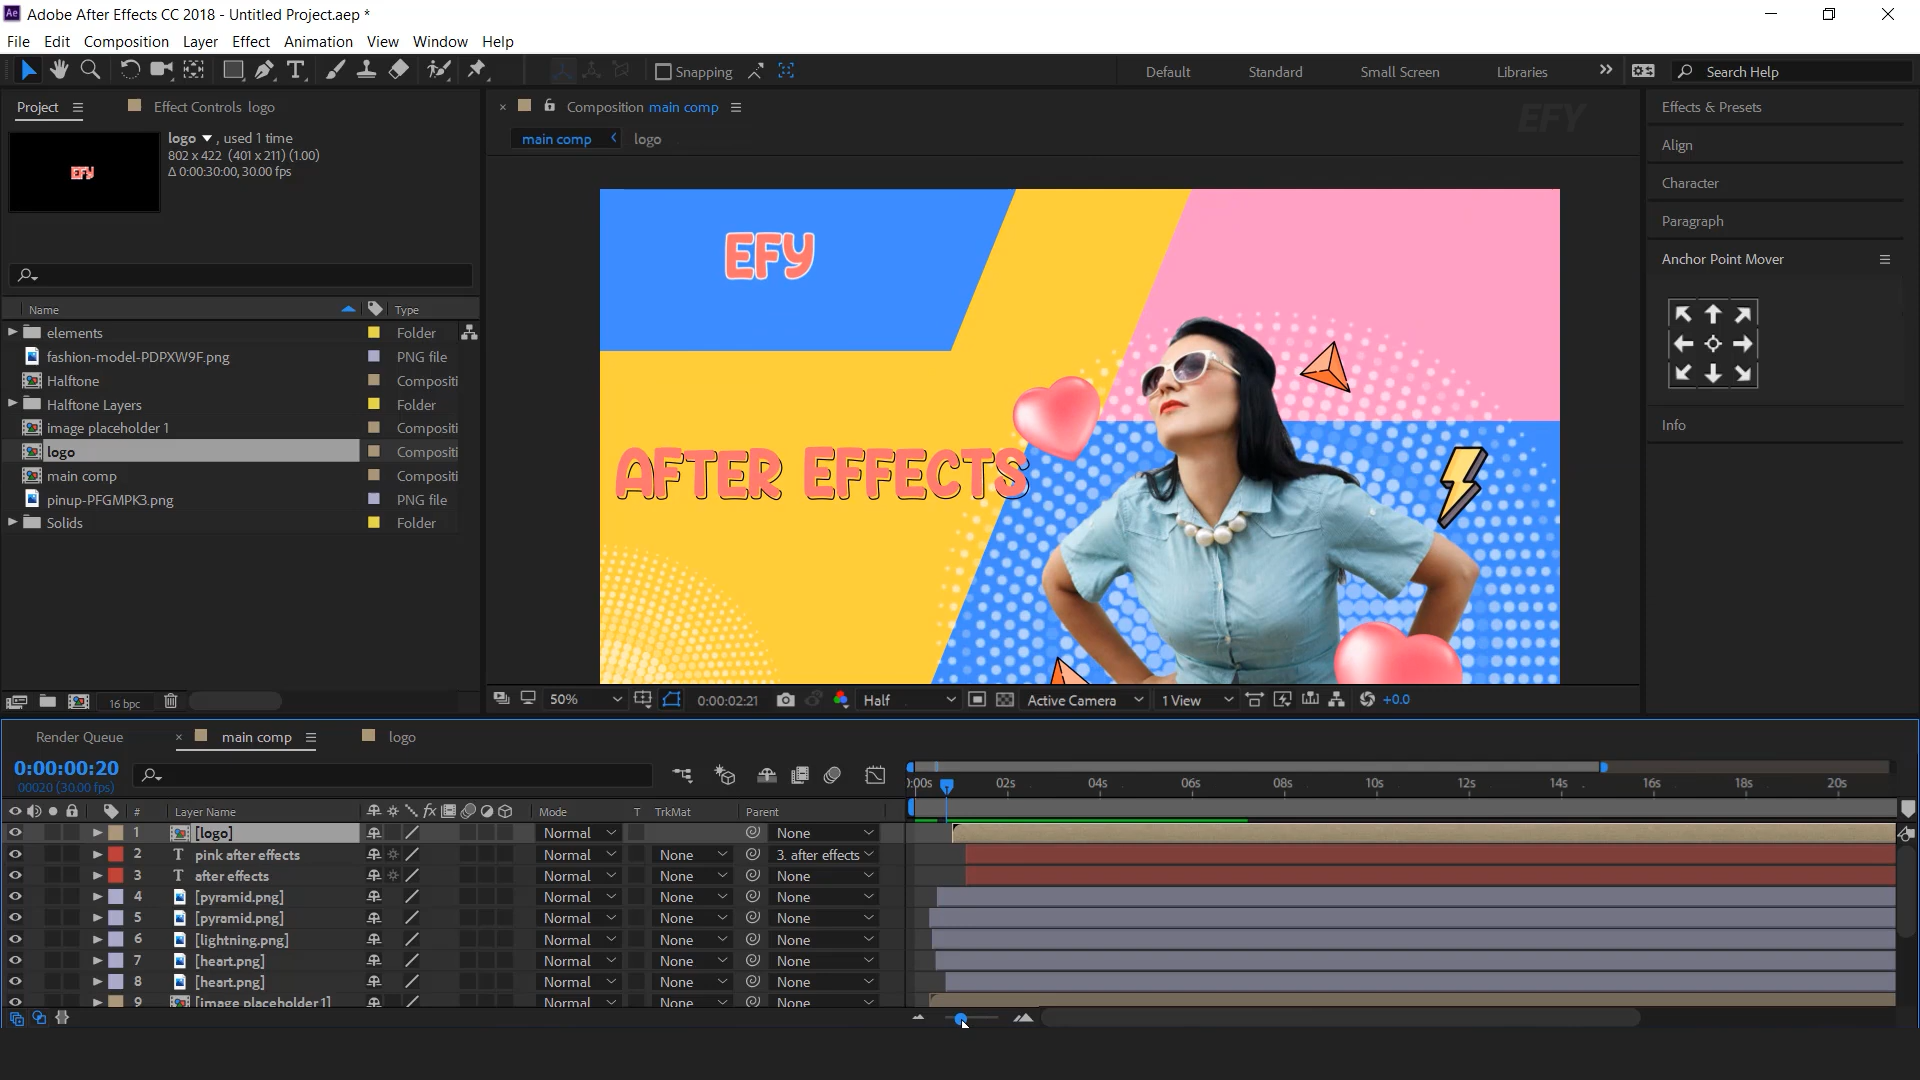 Adobe After Effects CC 2018 - Untitled Project.aep *
File Edit Composition Layer Effect Animation View Window Help
Snapping Default Standard Small Screen Libraries Search Help
Project Effect Controls logo
logo , used 1 time
802 x 422 (401 x 211) (1.00)
Δ 0:00:30:00, 30.00 fps
EFY
Name Type
elements Folder
fashion-model-PDPXW9F.png PNG file
Halftone Compositi
Halftone Layers Folder
image placeholder 1 Compositi
logo Compositi
main comp Compositi
pinup-PFGMPK3.png PNG file
Solids Folder
16 bpc
Composition main comp
main comp logo
EFY
EFY
AFTER EFFECTS
50% 0:00:02:21 Half Active Camera 1 View +0.0
Effects & Presets
Align
Character
Paragraph
Anchor Point Mover
Info
Render Queue main comp logo
0:00:00:20
00020 (30.00 fps)
):00s 02s 04s 06s 08s 10s 12s 14s 16s 18s 20s
# Layer Name Mode T TrkMat Parent
1 [logo] Normal None
2 T pink after effects Normal None 3. after effects
3 T after effects Normal None None
4 [pyramid.png] Normal None None
5 [pyramid.png] Normal None None
6 [lightning.png] Normal None None
7 [heart.png] Normal None None
8 [heart.png] Normal None None
9 [image placeholder 1] Normal None None